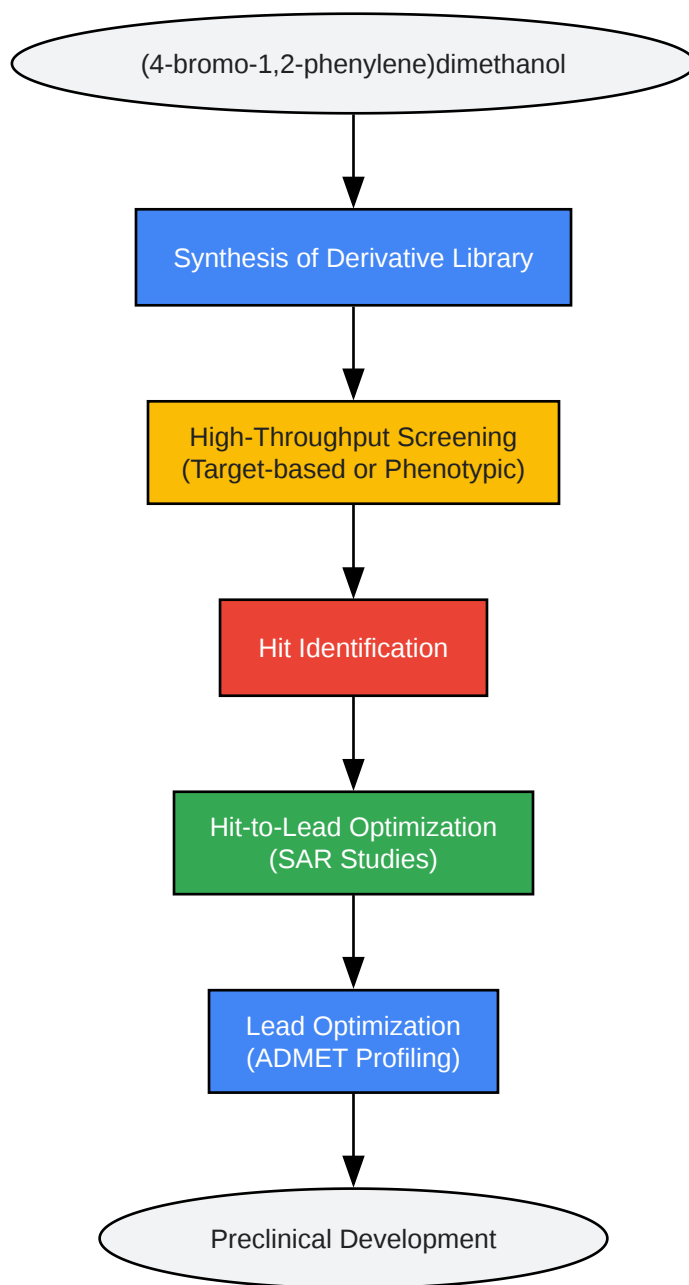 (4-bromo-1,2-phenylene)dimethanol
Synthesis of Derivative Library
High-Throughput Screening
(Target-based or Phenotypic)
Hit Identification
Hit-to-Lead Optimization
(SAR Studies)
Lead Optimization
(ADMET Profiling)
Preclinical Development